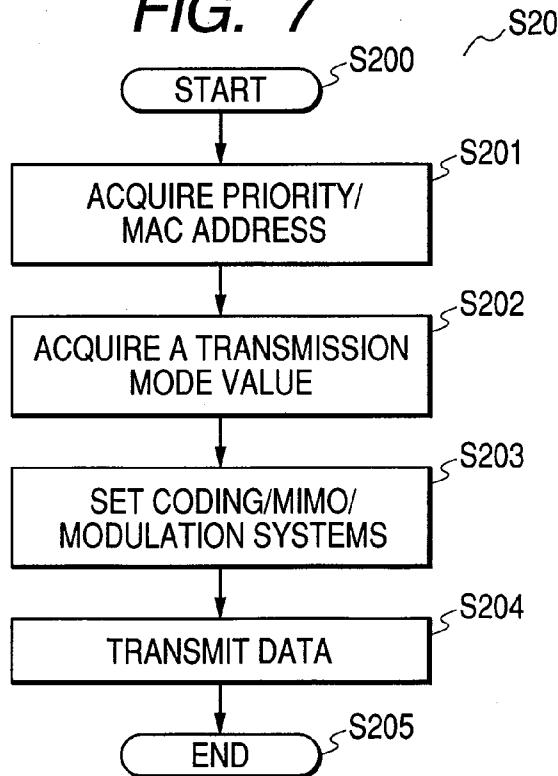 FIG. 7
S20
START
S200
ACQUIRE PRIORITY/
MAC ADDRESS
S201
ACQUIRE A TRANSMISSION
MODE VALUE
S202
SET CODING/MIMO/
MODULATION SYSTEMS
S203
TRANSMIT DATA
S204
END
S205